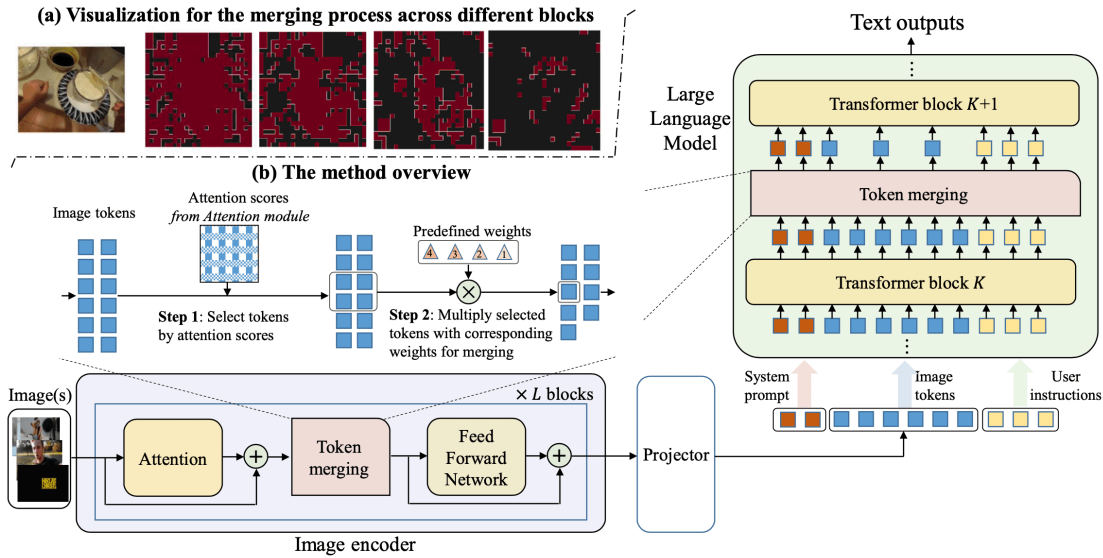 (a) Visualization for the merging process across different blocks
(b) The method overview
Image tokens
Attention scores
from Attention module
Predefined weights
4 3 2 1
Step 1: Select tokens
by attention scores
Step 2: Multiply selected
tokens with corresponding
weights for merging
Image(s)
× L blocks
Attention
Token
merging
Feed
Forward
Network
Image encoder
Projector
Text outputs
Large
Language
Model
Transformer block K+1
Token merging
Transformer block K
System
prompt
Image
tokens
User
instructions